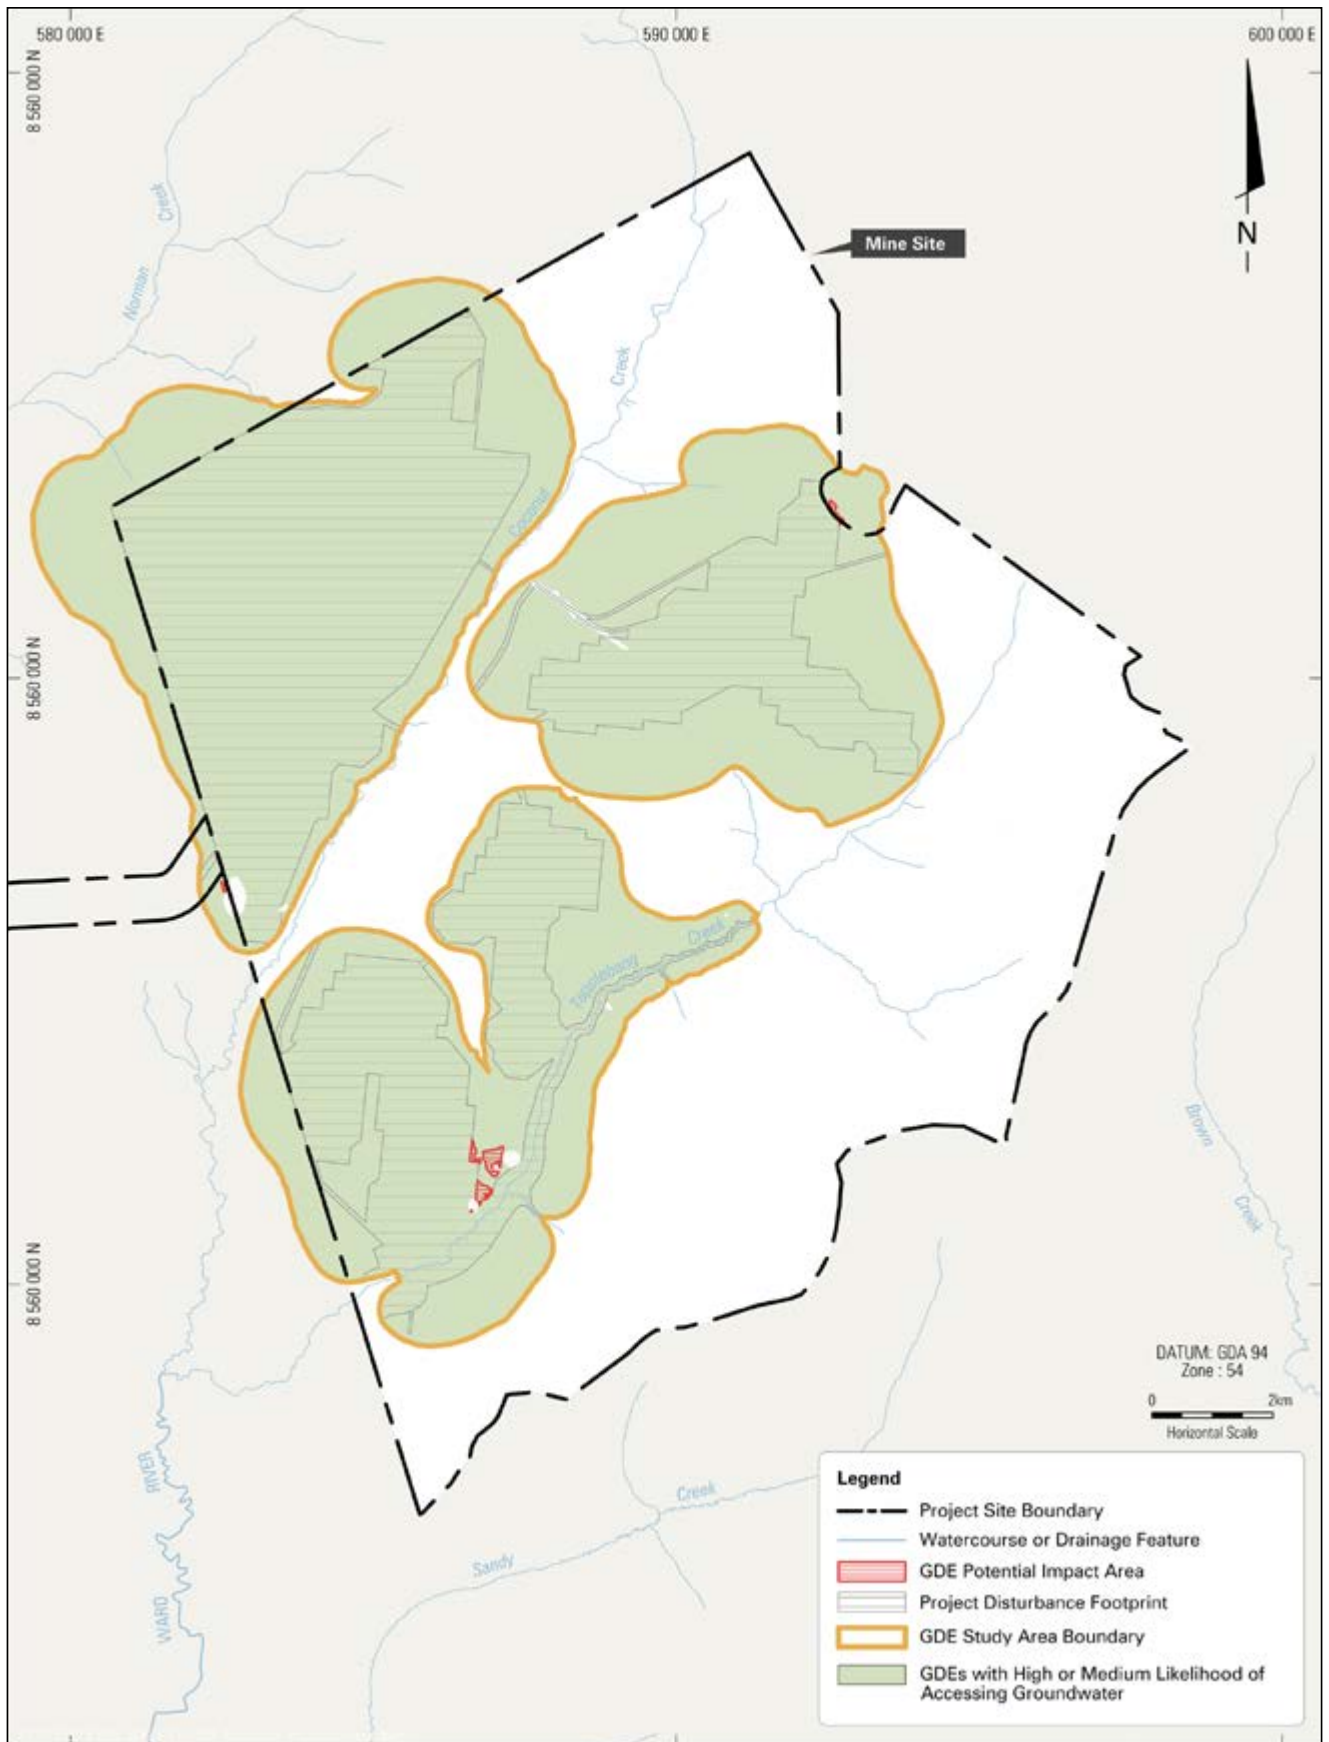 580 000 E
590 000 E
600 000 E
8 560 000 N
Norman
Creek
Mine Site
N
Creek
Coconut
8 560 000 N
Creek
Tapplebang
Brown
Creek
8 560 000 N
DATUM: GDA 94
Zone : 54
0 2km
Horizontal Scale
RIVER
WARD
Creek
Sandy
Legend
Project Site Boundary
Watercourse or Drainage Feature
GDE Potential Impact Area
Project Disturbance Footprint
GDE Study Area Boundary
GDEs with High or Medium Likelihood of
Accessing Groundwater